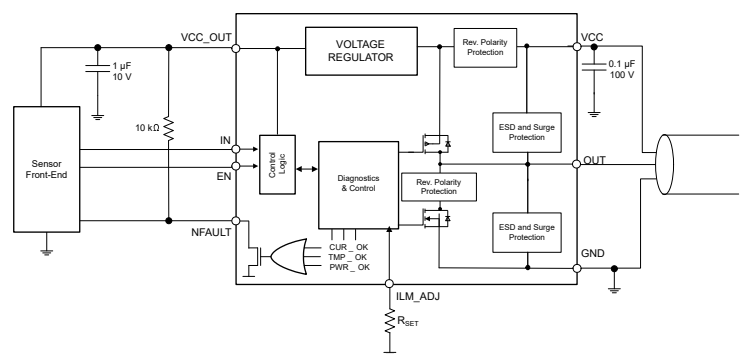 VCC_OUT
VOLTAGE
REGULATOR
Rev. Polarity
Protection
VCC
1 µF
10 V
0.1 µF
100 V
10 kΩ
ESD and Surge
Protection
IN
Sensor
Front-End
EN
Control
Logic
Diagnostics
& Control
Rev. Polarity
Protection
OUT
ESD and Surge
Protection
NFAULT
CUR_ OK
TMP_ OK
PWR_ OK
GND
ILM_ADJ
RSET